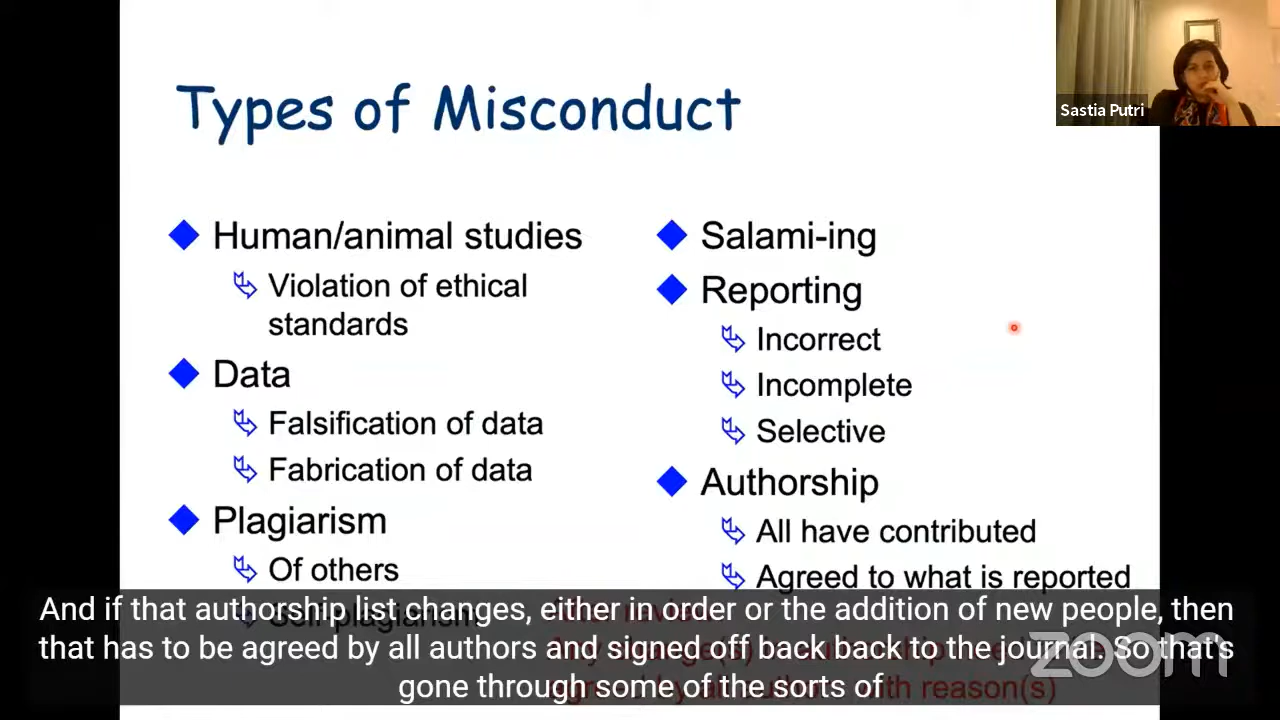 Types of Misconduct
Sastia Putri
Human/animal studies
Violation of ethical
standards
Data
Falsification of data
Fabrication of data
Plagiarism
Of others
Self plagiarism
Salami-ing
Reporting
Incorrect
Incomplete
Selective
Authorship
All have contributed
Agreed to what is reported
And if that authorship list changes, either in order or the addition of new people, then
that has to be agreed by all authors and signed off back back to the journal. So that's
gone through some of the sorts of
with reason(s)
zoom